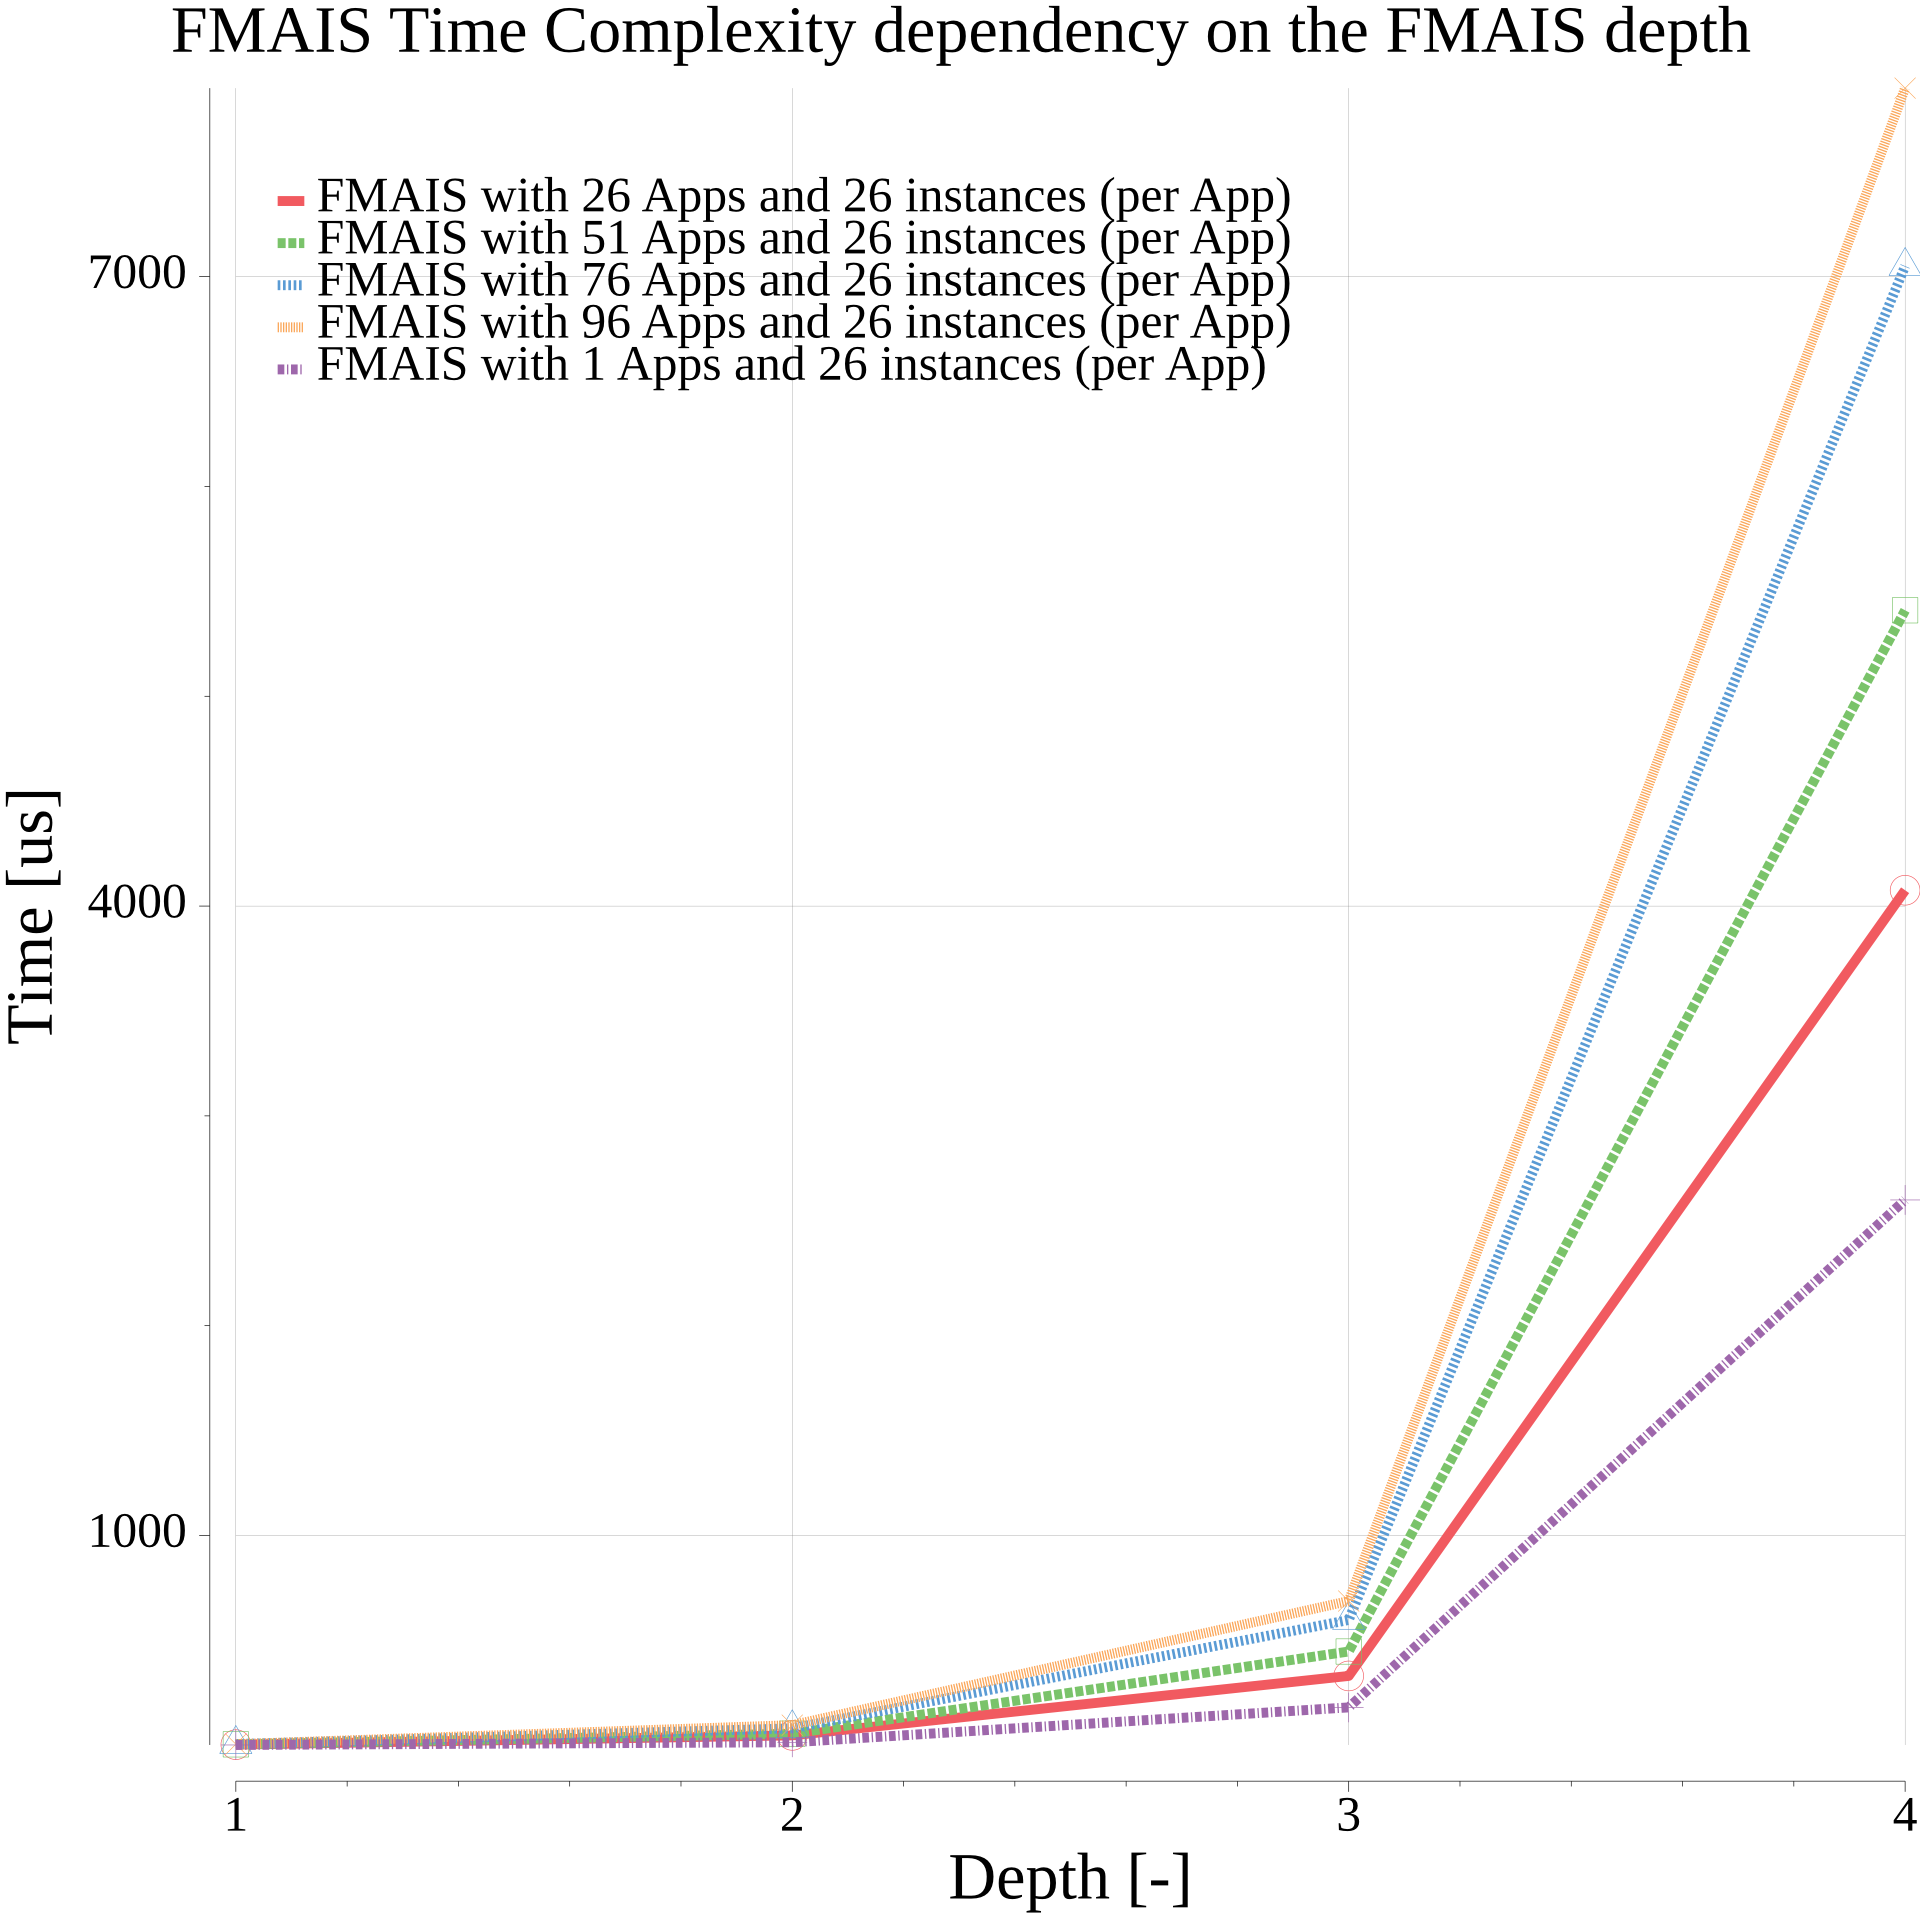 FMAIS Time Complexity dependency on the FMAIS depth
FMAIS with 26 Apps and 26 instances (per App)
FMAIS with 51 Apps and 26 instances (per App)
FMAIS with 76 Apps and 26 instances (per App)
FMAIS with 96 Apps and 26 instances (per App)
FMAIS with 1 Apps and 26 instances (per App)
7000
4000
1000
Time [us]
1 2 3 4
Depth [-]